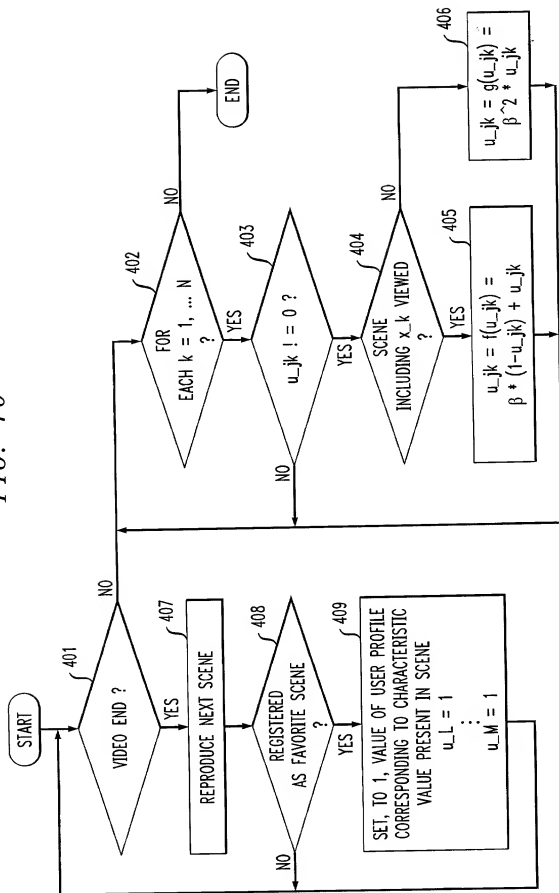 START
401
VIDEO END ?
NO
YES
407
REPRODUCE NEXT SCENE
408
REGISTERED
AS FAVORITE SCENE
?
NO
YES
409
SET, TO 1, VALUE OF USER PROFILE
CORRESPONDING TO CHARACTERISTIC
VALUE PRESENT IN SCENE
u_L = 1
⋮
u_M = 1
402
FOR
EACH k = 1, ... N
?
NO
END
YES
403
u_jk ! = 0 ?
NO
YES
404
SCENE
INCLUDING x_k VIEWED
?
NO
YES
405
u_jk = f(u_jk) =
β * (1-u_jk) + u_jk
406
u_jk = g(u_jk) =
β^2 * u_jk